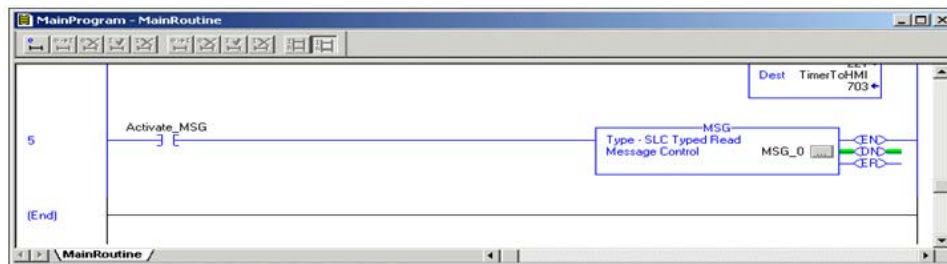 MainProgram - MainRoutine
Dest TimerToHMI
703
5
Activate_MSG
MSG
Type - SLC Typed Read
Message Control MSG_0 ...
EN
DN
ER
(End)
MainRoutine